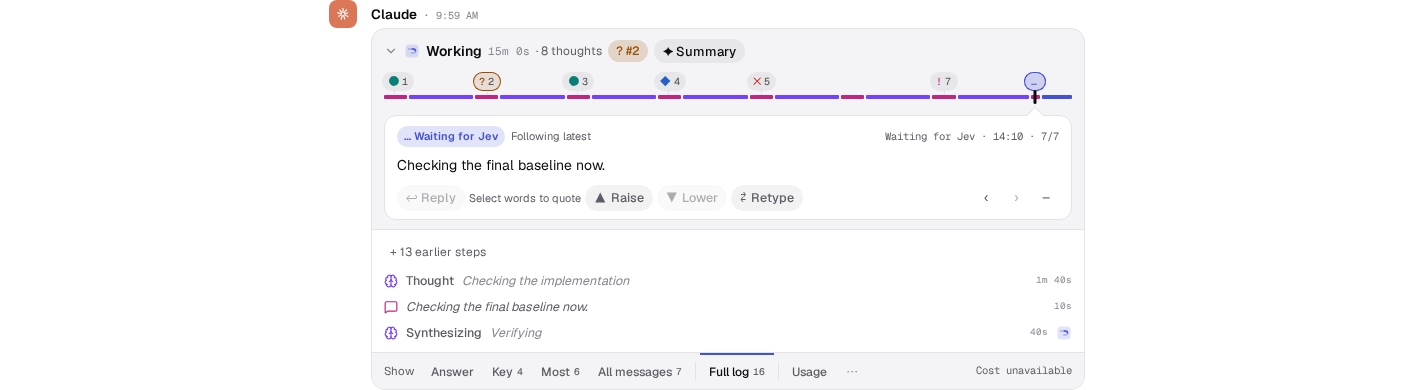 Claude · 9:59 AM
Working 15m 0s · 8 thoughts ? #2 ✦ Summary
1 ? 2 3 4 5 ! 7 …
… Waiting for Jev Following latest Waiting for Jev · 14:10 · 7/7
Checking the final baseline now.
↩ Reply Select words to quote ▲ Raise ▼ Lower ⇄ Retype ‹ › −
+ 13 earlier steps
Thought Checking the implementation 1m 40s
Checking the final baseline now. 10s
Synthesizing Verifying 40s
Show Answer Key 4 Most 6 All messages 7 Full log 16 Usage ··· Cost unavailable